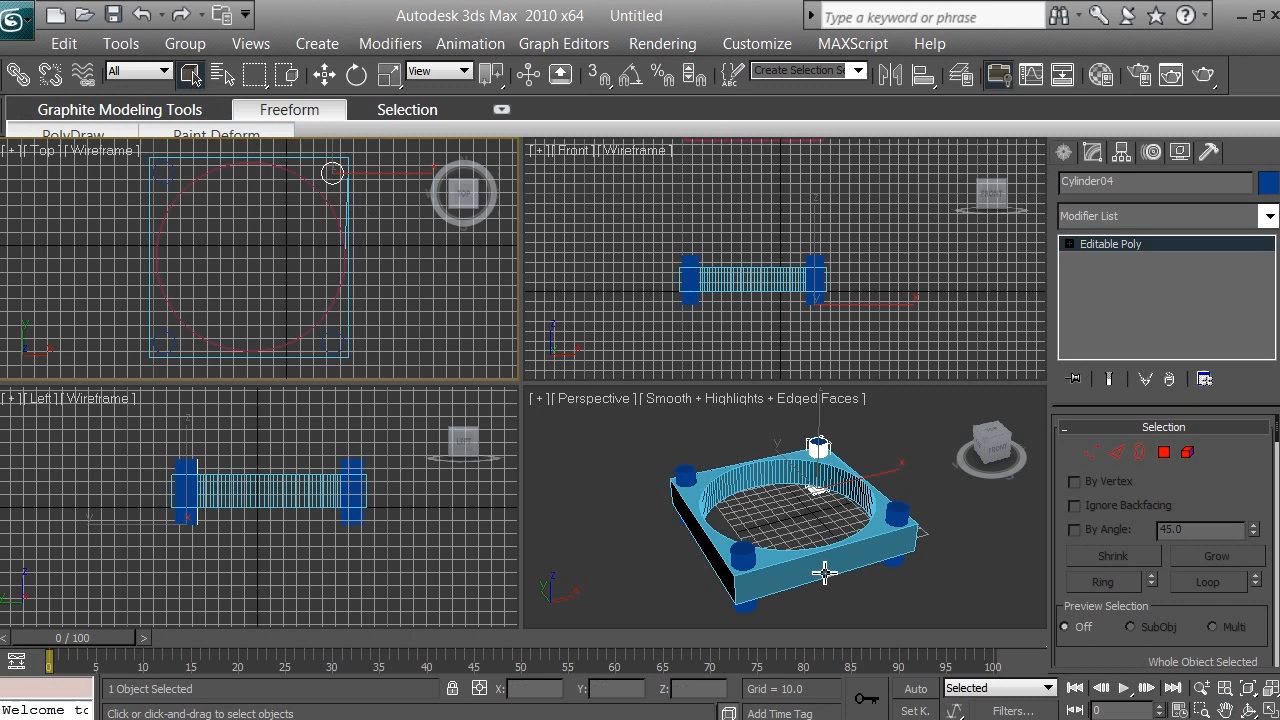 Autodesk 3ds Max 2010 x64 Untitled
Type a keyword or phrase
Edit Tools Group Views Create Modifiers Animation Graph Editors Rendering Customize MAXScript Help
All View Create Selection Se
Graphite Modeling Tools Freeform Selection
PolyDraw Paint Deform
[ + ] [ Top ] [ Wireframe ]
[ + ] [ Front ] [ Wireframe ]
TOP
FRONT
Cylinder04
Modifier List
Editable Poly
[ + ] [ Left ] [ Wireframe ]
[ + ] [ Perspective ] [ Smooth + Highlights + Edged Faces ]
LEFT
FRONT
Selection
By Vertex
Ignore Backfacing
By Angle: 45.0
Shrink Grow
Ring Loop
Preview Selection
Off SubObj Multi
Whole Object Selected
0 / 100
0 5 10 15 20 25 30 35 40 45 50 55 60 65 70 75 80 85 90 95 100
1 Object Selected X: Y: Z: Grid = 10.0 Auto Selected
Welcome to Click or click-and-drag to select objects Add Time Tag Set K. Filters... 0